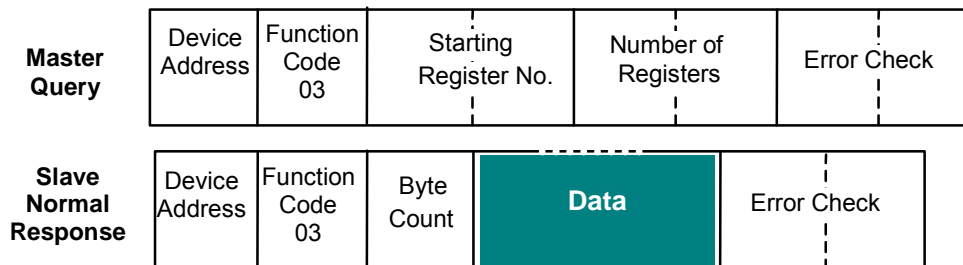 Master
Query
Device
Address
Function
Code
03
Starting
Register No.
Number of
Registers
Error Check
Slave
Normal
Response
Device
Address
Function
Code
03
Byte
Count
Data
Error Check